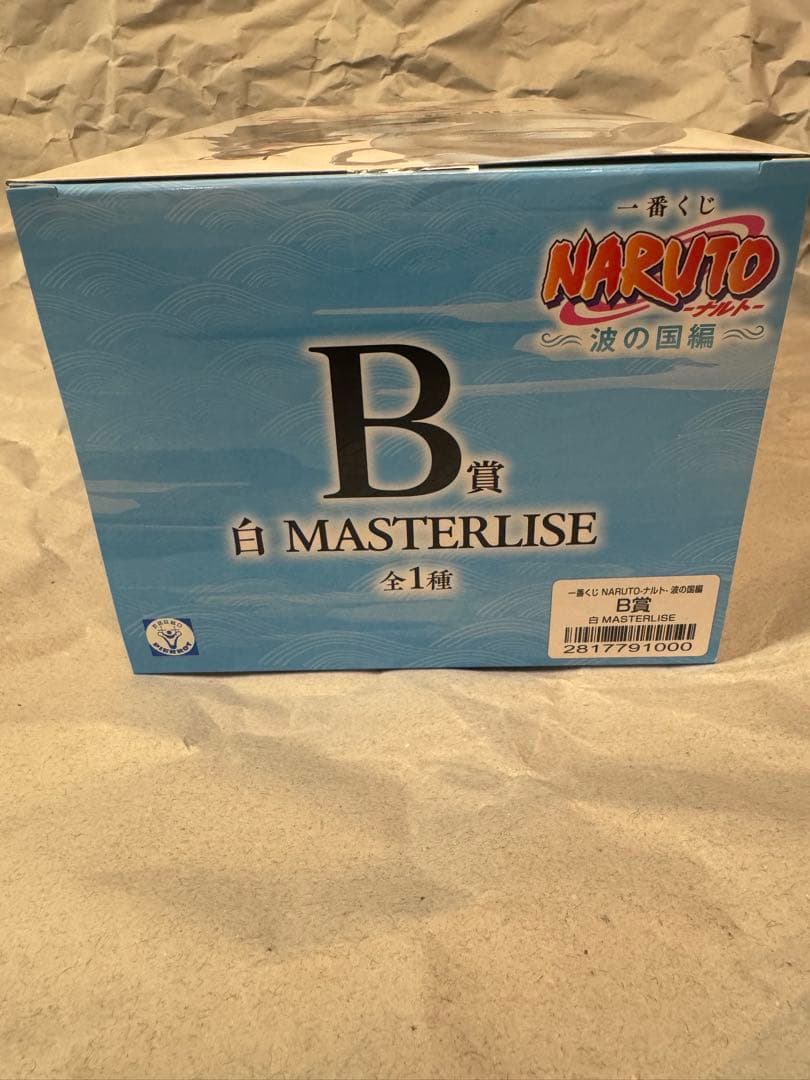 一番くじ
NARUTO
-ナルト-
波の国編
B賞
白 MASTERLISE
全1種
一番くじ NARUTO-ナルト- 波の国編
B賞
白 MASTERLISE
2817791000
PIERROT